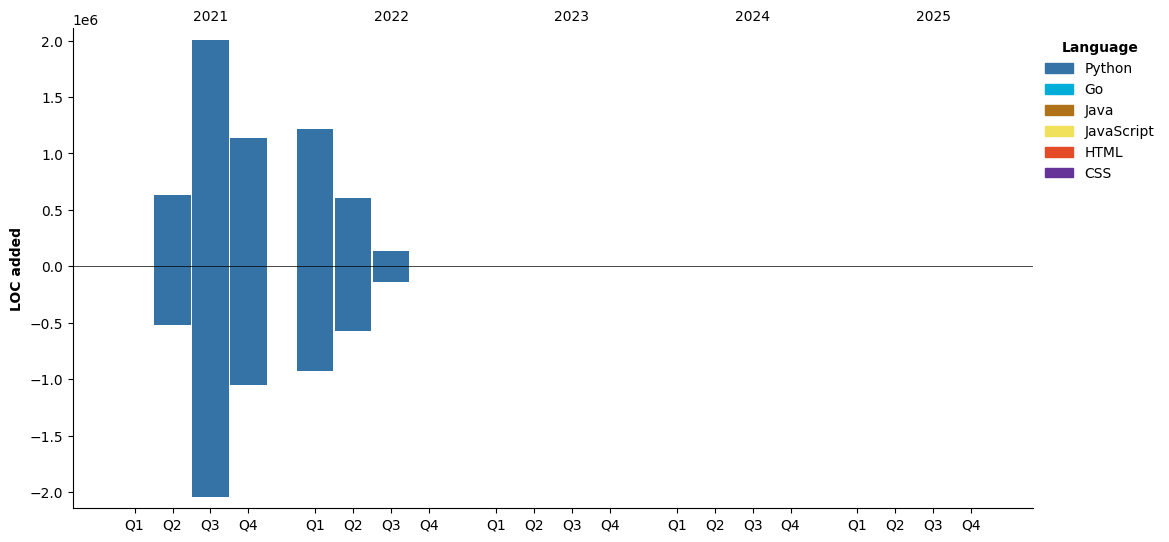 1e6
2021 2022 2023 2024 2025
2.0
1.5
1.0
0.5
0.0
−0.5
−1.0
−1.5
−2.0
LOC added
Q1 Q2 Q3 Q4 Q1 Q2 Q3 Q4 Q1 Q2 Q3 Q4 Q1 Q2 Q3 Q4 Q1 Q2 Q3 Q4
Language
Python
Go
Java
JavaScript
HTML
CSS